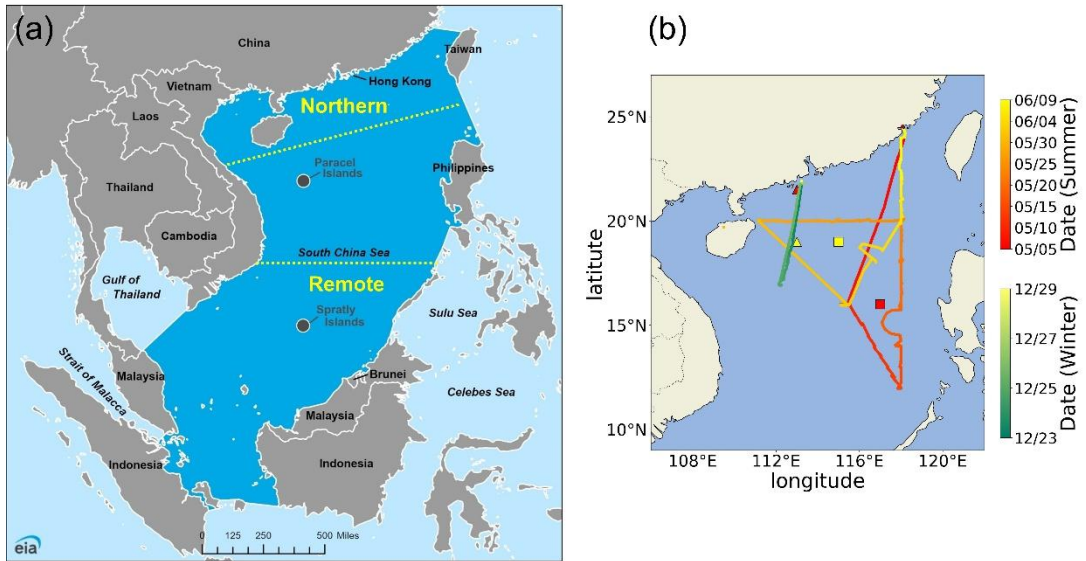 (a)
China
Taiwan
Hong Kong
Vietnam
Northern
Laos
Paracel
Islands
Philippines
Thailand
Cambodia
South China Sea
Gulf of
Thailand
Remote
Spratly
Islands
Sulu Sea
Strait of Malacca
Malaysia
Brunei
Celebes Sea
Malaysia
Indonesia
Indonesia
0 125 250 500 Miles
eia
(b)
25°N
20°N
15°N
10°N
108°E 112°E 116°E 120°E
longitude
latitute
06/09
06/04
05/30
05/25
05/20
05/15
05/10
05/05
Date (Summer)
12/29
12/27
12/25
12/23
Date (Winter)